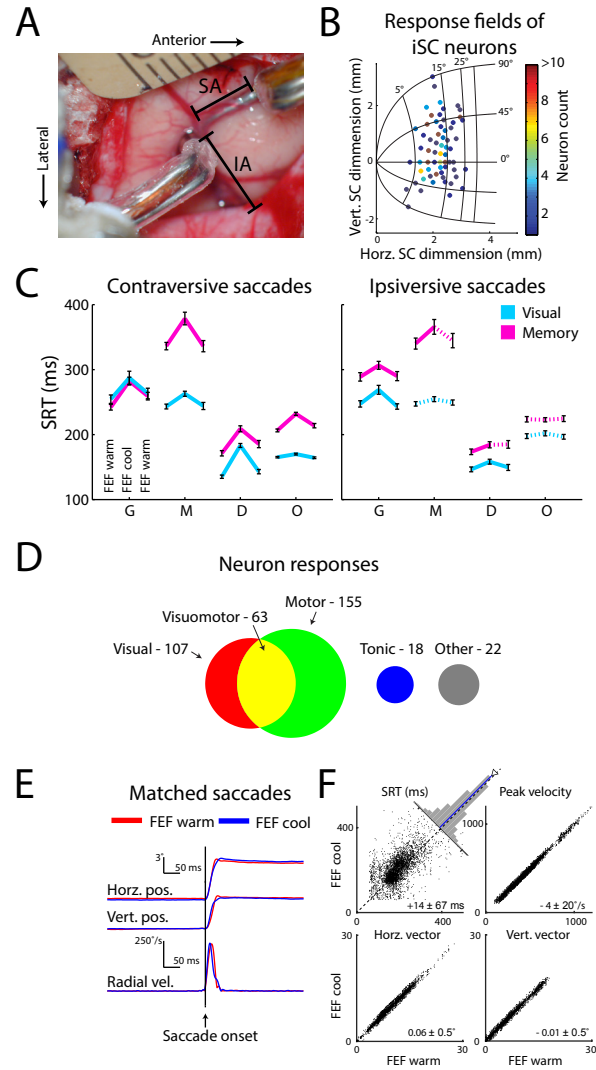 A
Anterior
SA
IA
Lateral
B
Response fields of
iSC neurons
5˚
15˚
25˚
90˚
45˚
0˚
Vert. SC dimmension (mm)
2
0
-2
0
2
4
Horz. SC dimmension (mm)
>10
8
6
4
2
Neuron count
C
Contraversive saccades
Ipsiversive saccades
Visual
Memory
SRT (ms)
400
300
200
100
FEF warm
FEF cool
FEF warm
G M D O
G M D O
D
Neuron responses
Motor - 155
Visuomotor - 63
Visual - 107
Tonic - 18
Other - 22
E
Matched saccades
FEF warm
FEF cool
3˚
50 ms
Horz. pos.
Vert. pos.
250˚/s
50 ms
Radial vel.
Saccade onset
F
SRT (ms)
400
FEF cool
0
0
400
+14 ± 67 ms
Peak velocity
1000
0
1000
- 4 ± 20˚/s
Horz. vector
30
FEF cool
0
0
30
0.06 ± 0.5˚
FEF warm
Vert. vector
30
0
30
- 0.01 ± 0.5˚
FEF warm